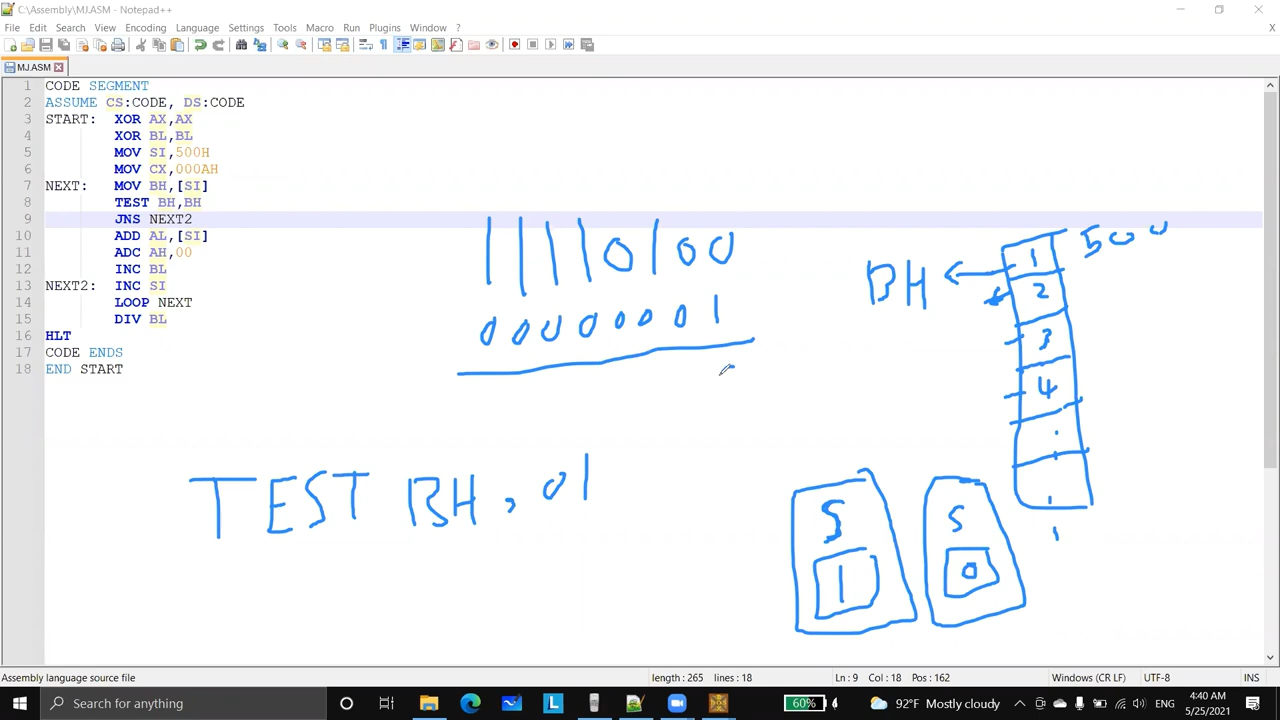 C:\Assembly\MJ.ASM - Notepad++
File Edit Search View Encoding Language Settings Tools Macro Run Plugins Window ?
X
MJ.ASM
1 CODE SEGMENT
2 ASSUME CS:CODE, DS:CODE
3 START: XOR AX,AX
4 XOR BL,BL
5 MOV SI,500H
6 MOV CX,000AH
7 NEXT: MOV BH,[SI]
8 TEST BH,BH
9 JNS NEXT2
10 ADD AL,[SI]
11 ADC AH,00
12 INC BL
13 NEXT2: INC SI
14 LOOP NEXT
15 DIV BL
16 HLT
17 CODE ENDS
18 END START
11110100
00000001
TEST BH, 01
BH
500
1
2
3
4
S S
1 0
Assembly language source file length: 265 lines: 18 Ln: 9 Col: 18 Pos: 162 Windows (CR LF) UTF-8 INS
Search for anything
60%
92°F Mostly cloudy
ENG
4:40 AM
5/25/2021